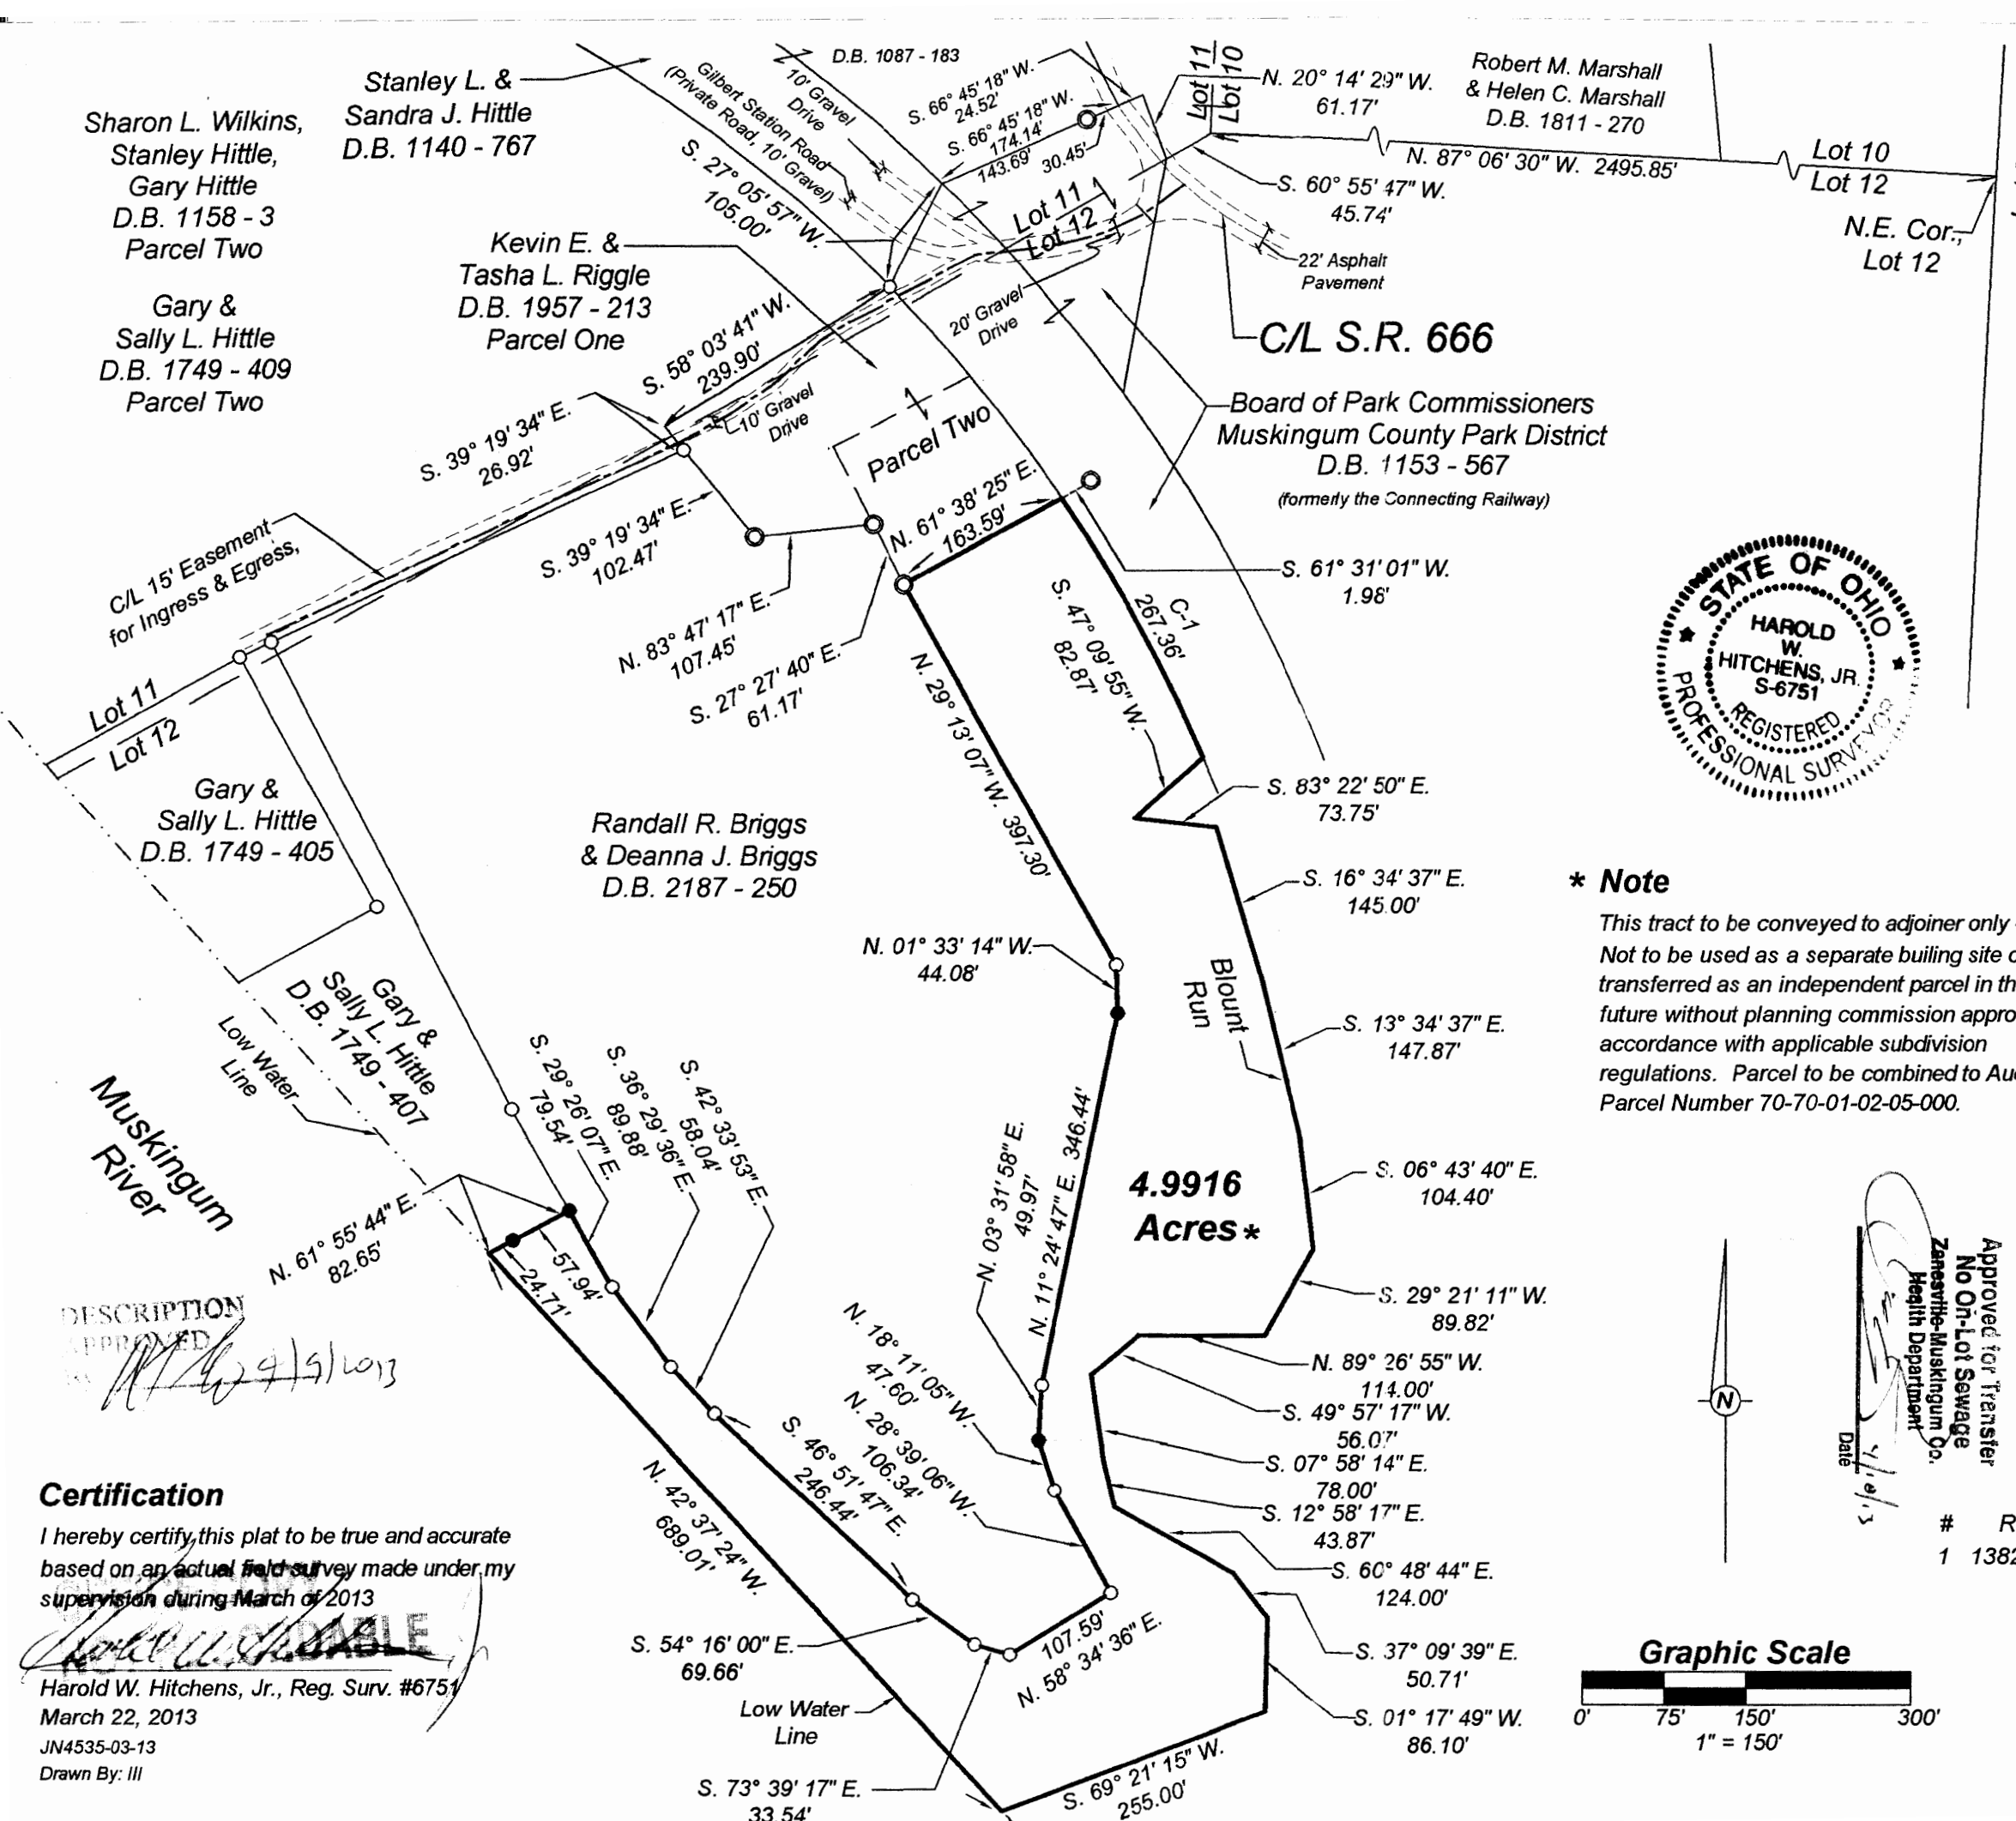 Sharon L. Wilkins,
Stanley Hittle,
Gary Hittle
D.B. 1158 - 3
Parcel Two
Gary &
Sally L. Hittle
D.B. 1749 - 409
Parcel Two
Stanley L. &
Sandra J. Hittle
D.B. 1140 - 767
Gilbert Station Road
(Private Road, 10' Gravel)
10' Gravel
Drive
D.B. 1087 - 183
S. 66° 45' 18" W.
24.52'
S. 66° 45' 18" W.
174.14'
143.69'
30.45'
Lot 11
Lot 10
N. 20° 14' 29" W.
61.17'
Robert M. Marshall
& Helen C. Marshall
D.B. 1811 - 270
N. 87° 06' 30" W. 2495.85'
Lot 10
Lot 12
N.E. Cor.,
Lot 12
S. 60° 55' 47" W.
45.74'
Lot 11
Lot 12
22' Asphalt
Pavement
S. 27° 05' 57" W.
105.00'
Kevin E. &
Tasha L. Riggle
D.B. 1957 - 213
Parcel One
20' Gravel
Drive
C/L S.R. 666
S. 58° 03' 41" W.
239.90'
10' Gravel
Drive
Parcel Two
Board of Park Commissioners
Muskingum County Park District
D.B. 1153 - 567
(formerly the Connecting Railway)
S. 39° 19' 34" E.
26.92'
S. 39° 19' 34" E.
102.47'
N. 61° 38' 25" E.
163.59'
C/L 15' Easement
for Ingress & Egress,
N. 83° 47' 17" E.
107.45'
S. 27° 27' 40" E.
61.17'
S. 61° 31' 01" W.
1.98'
C-1
267.36'
S. 47° 09' 55" W.
82.87'
STATE OF OHIO
HAROLD
W.
HITCHENS, JR.
S-6751
REGISTERED
PROFESSIONAL SURVEYOR
Lot 11
Lot 12
N. 29° 13' 07" W. 397.30'
S. 83° 22' 50" E.
73.75'
Gary &
Sally L. Hittle
D.B. 1749 - 405
Randall R. Briggs
& Deanna J. Briggs
D.B. 2187 - 250
S. 16° 34' 37" E.
145.00'
* Note
This tract to be conveyed to adjoiner only
Not to be used as a separate builing site
transferred as an independent parcel in
future without planning commission
accordance with applicable subdivision
regulations. Parcel to be combined to
Parcel Number 70-70-01-02-05-000.
N. 01° 33' 14" W.
44.08'
Blount
Run
Gary &
Sally L. Hittle
D.B. 1749 - 407
Low Water
Line
S. 13° 34' 37" E.
147.87'
S. 29° 26' 07" E.
79.54'
S. 36° 29' 36" E.
89.88'
S. 42° 33' 53" E.
58.04'
Muskingum
River
N. 03° 31' 58" E.
49.97'
N. 11° 24' 47" E. 346.44'
4.9916
Acres *
S. 06° 43' 40" E.
104.40'
N. 61° 55' 44" E.
82.65'
57.94'
24.71'
S. 29° 21' 11" W.
89.82'
DESCRIPTION
APPROVED
4/9/2013
N. 18° 11' 05" W.
47.60'
N. 28° 39' 06" W.
106.34'
N. 89° 26' 55" W.
114.00'
S. 49° 57' 17" W.
56.07'
S. 07° 58' 14" E.
78.00'
S. 12° 58' 17" E.
43.87'
N
Approved for Transfer
No On-Lot Sewage
Zanesville-Muskingum Co.
Health Department
Date
#
1
S. 46° 51' 47" E.
246.44'
N. 42° 37' 24" W.
689.01'
S. 60° 48' 44" E.
124.00'
Certification
I hereby certify this plat to be true and accurate
based on an actual field survey made under my
supervision during March of 2013
Harold W. Hitchens, Jr., Reg. Surv. #6751
March 22, 2013
JN4535-03-13
Drawn By: III
S. 54° 16' 00" E.
69.66'
107.59'
N. 58° 34' 36" E.
S. 37° 09' 39" E.
50.71'
Low Water
Line
S. 01° 17' 49" W.
86.10'
S. 73° 39' 17" E.
33.54'
S. 69° 21' 15" W.
255.00'
Graphic Scale
0' 75' 150' 300'
1" = 150'